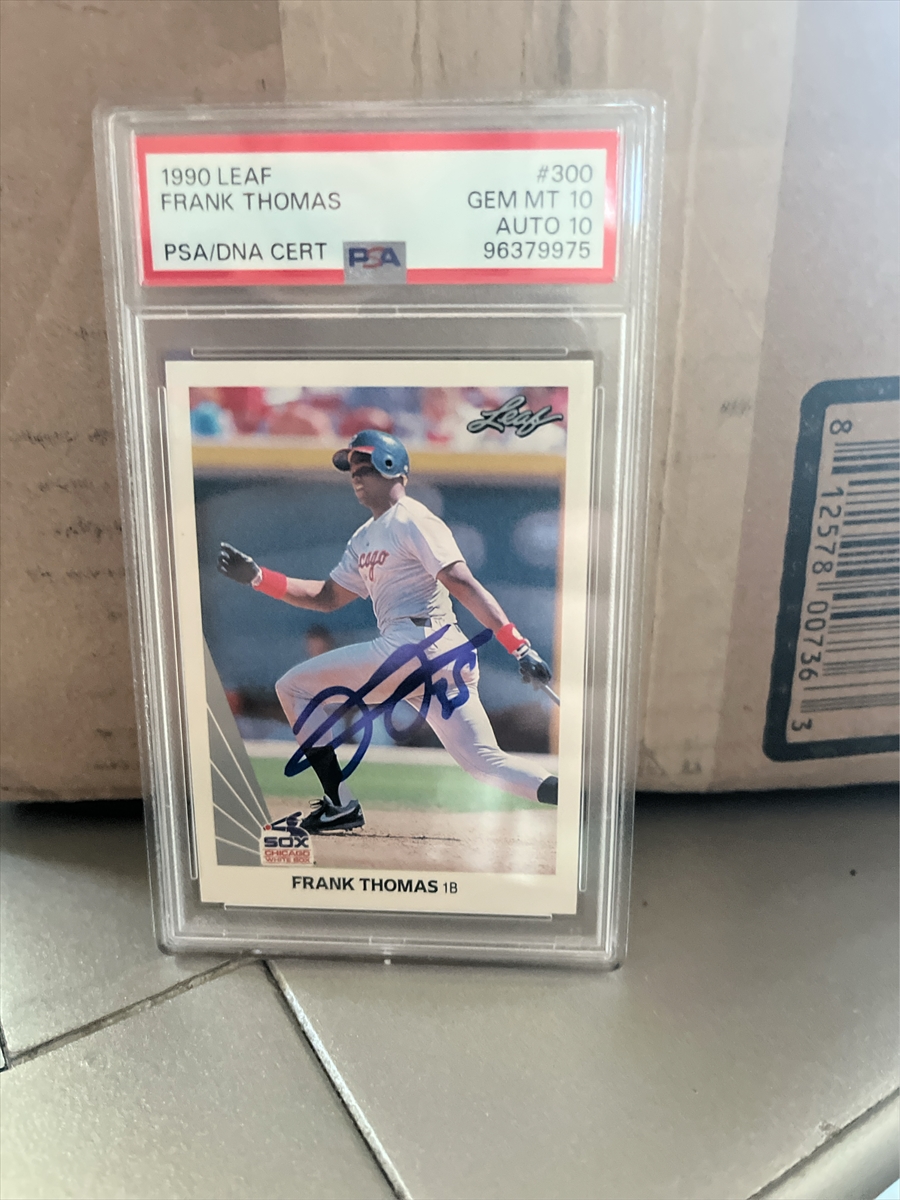 1990 LEAF #300
FRANK THOMAS GEM MT 10
AUTO 10
PSA/DNA CERT PSA 96379975
Leaf
cago
SOX
CHICAGO
WHITE SOX
FRANK THOMAS 1B
8 12578 00736 3